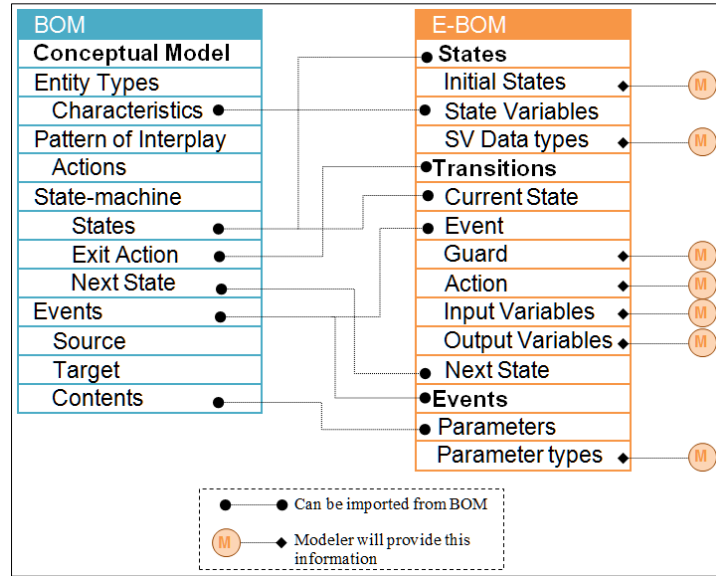 BOM
Conceptual Model
Entity Types
Characteristics
Pattern of Interplay
Actions
State-machine
States
Exit Action
Next State
Events
Source
Target
Contents
E-BOM
States
Initial States
M
State Variables
SV Data types
M
Transitions
Current State
Event
Guard
M
Action
M
Input Variables
M
Output Variables
M
Next State
Events
Parameters
Parameter types
M
Can be imported from BOM
M
Modeler will provide this
information